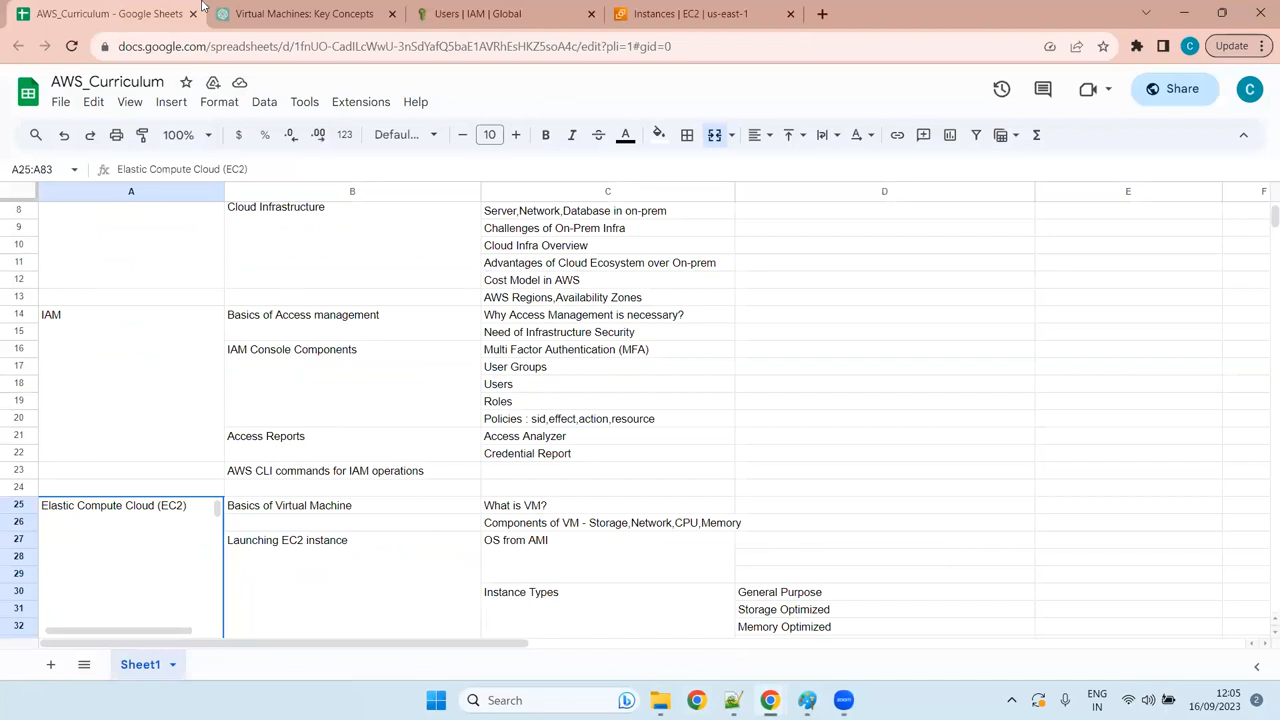 AWS_Curriculum - Google Sheets
Virtual Machines: Key Concepts
Users | IAM | Global
Instances | EC2 | us-east-1
docs.google.com/spreadsheets/d/1fnUO-CadILcWwU-3nSdYafQ5baE1AVRhEsHKZ5soA4c/edit?pli=1#gid=0
C
Update
AWS_Curriculum
File Edit View Insert Format Data Tools Extensions Help
Share
C
100% $ % .0 .00 123 Defaul... 10 B I S A
A25:A83 fx Elastic Compute Cloud (EC2)
A B C D E F
8 Cloud Infrastructure Server,Network,Database in on-prem
9 Challenges of On-Prem Infra
10 Cloud Infra Overview
11 Advantages of Cloud Ecosystem over On-prem
12 Cost Model in AWS
13 AWS Regions,Availability Zones
14 IAM Basics of Access management Why Access Management is necessary?
15 Need of Infrastructure Security
16 IAM Console Components Multi Factor Authentication (MFA)
17 User Groups
18 Users
19 Roles
20 Policies : sid,effect,action,resource
21 Access Reports Access Analyzer
22 Credential Report
23 AWS CLI commands for IAM operations
24
25 Elastic Compute Cloud (EC2) Basics of Virtual Machine What is VM?
26 Components of VM - Storage,Network,CPU,Memory
27 Launching EC2 instance OS from AMI
28
29
30 Instance Types General Purpose
31 Storage Optimized
32 Memory Optimized
Sheet1
Search
zoom
ENG
IN
12:05
16/09/2023
2